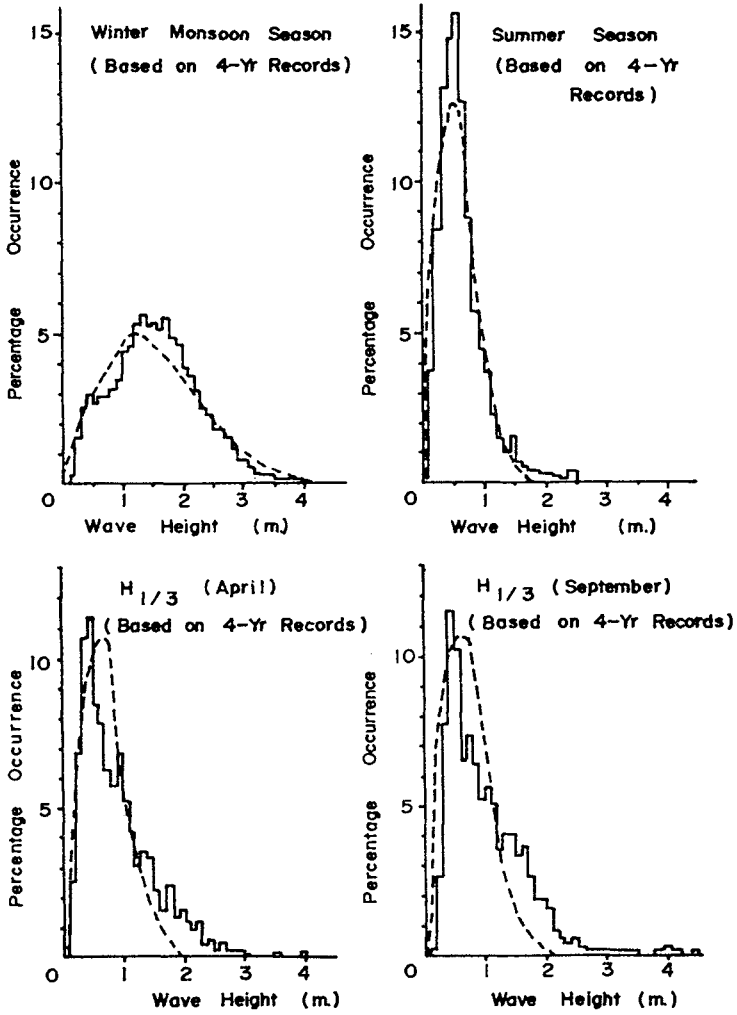 Winter Monsoon Season
(Based on 4-Yr Records)
15
10
5
0
1
2
3
4
Percentage Occurrence
Wave Height (m.)
Summer Season
(Based on 4-Yr
Records)
15
10
5
0
1
2
3
4
Percentage Occurrence
Wave Height (m.)
H1/3 (April)
(Based on 4-Yr Records)
10
5
0
1
2
3
4
Percentage Occurrence
Wave Height (m.)
H1/3 (September)
(Based on 4-Yr Records)
10
5
0
1
2
3
4
Percentage Occurrence
Wave Height (m.)